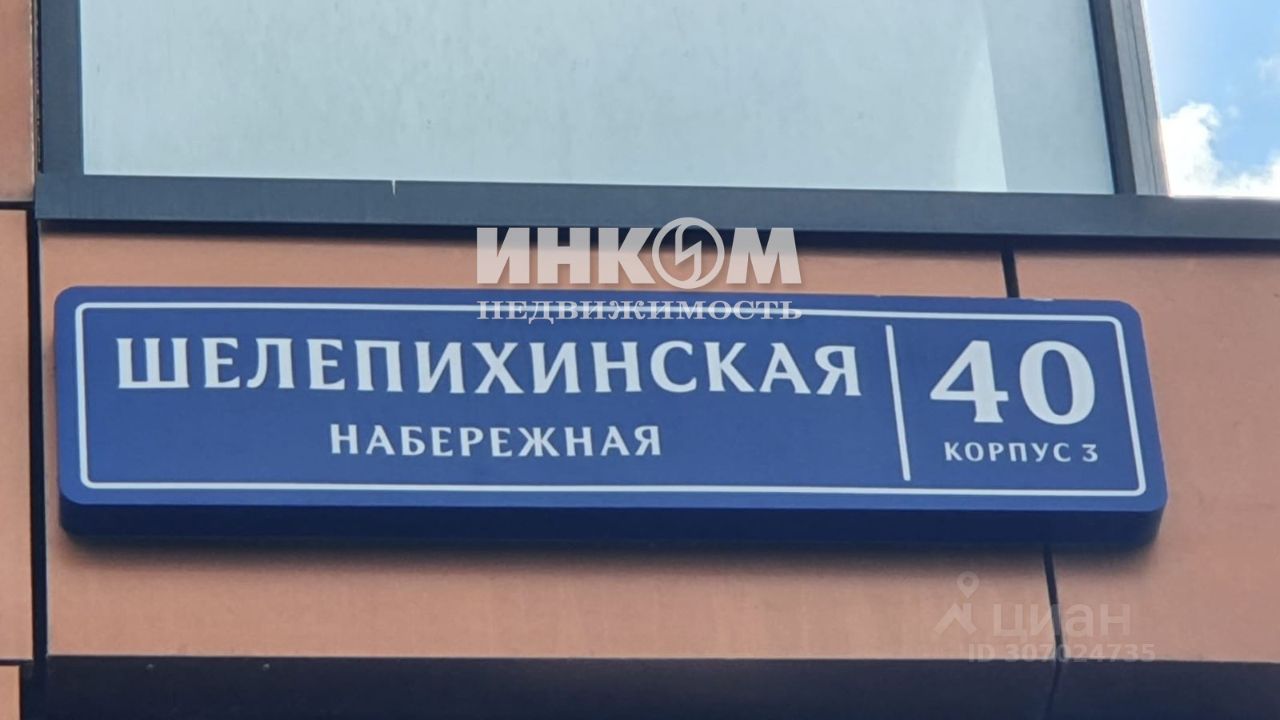 ИНКОМ
НЕДВИЖИМОСТЬ
ШЕЛЕПИХИНСКАЯ
НАБЕРЕЖНАЯ
40
КОРПУС 3
циан
ID 307024735